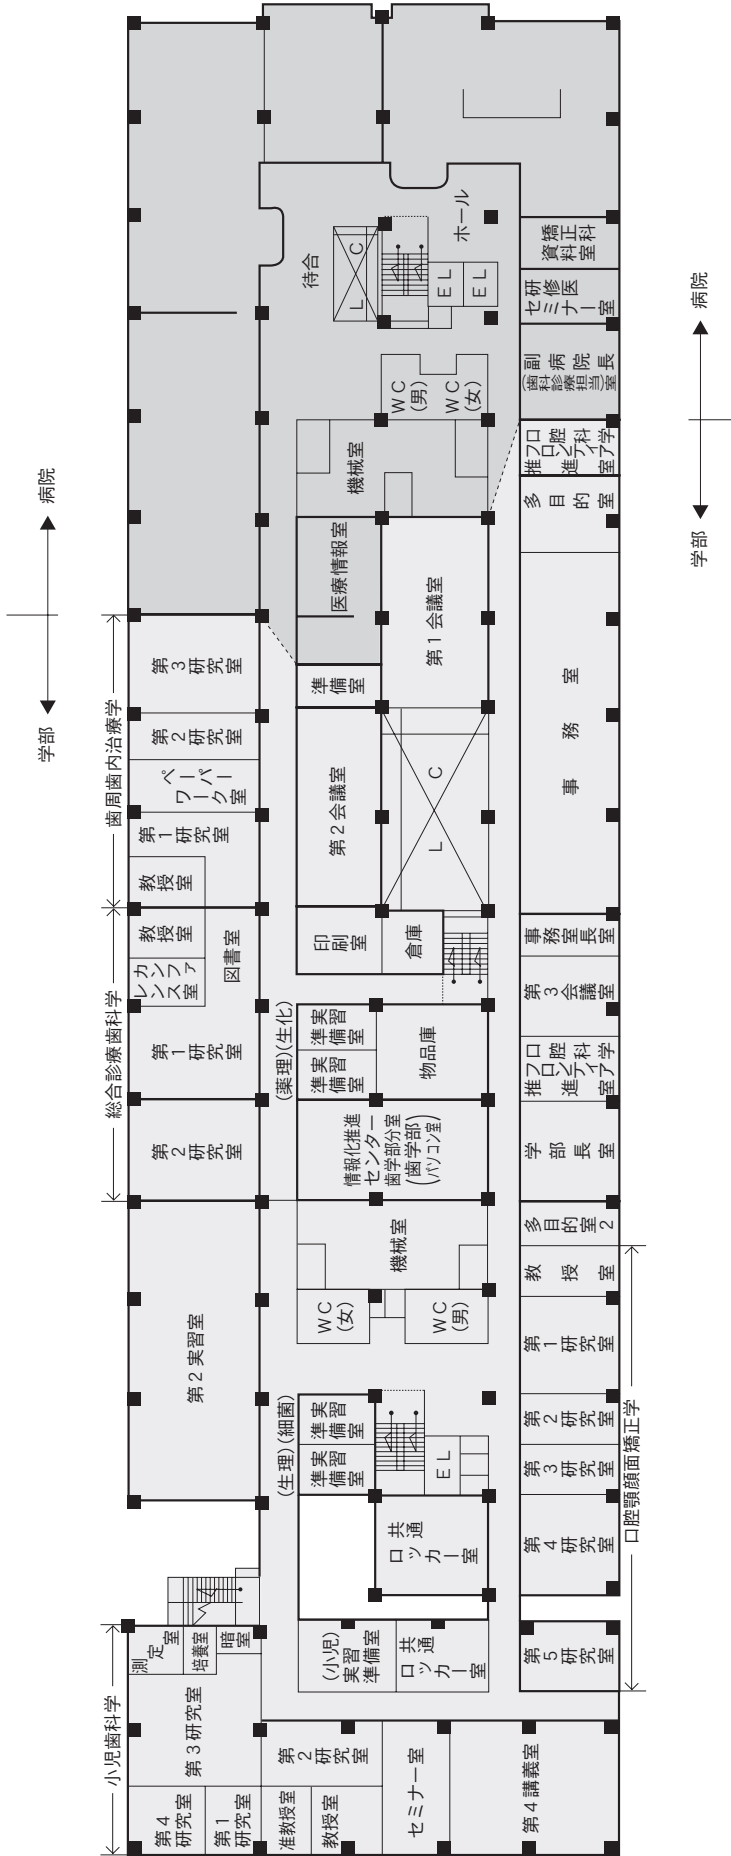 病院
学部
病院
学部
待合
LC
ホール
EL
EL
矯正科
資料室
研修医
セミナー室
副病院長
(歯科診療担当)室
WC
(男)
WC
(女)
機械室
口腔科学
フロンティア
推進室
多目的室
医療情報室
第1会議室
準備室
第2会議室
LC
事務室
歯周歯内治療学
第3研究室
第2研究室
ペーパー
ワーク室
第1研究室
教授室
総合診療歯科学
教授室
カンファ
レンス室
図書室
第1研究室
第2研究室
印刷室
倉庫
事務室長室
第3会議室
口腔科学
フロンティア
推進室
学部長室
(生化)
実習
準備室
(薬理)
実習
準備室
物品庫
情報化推進
センター
歯学部分室
(歯学部
パソコン室)
機械室
WC
(女)
WC
(男)
多目的室2
口腔顎顔面矯正学
教授室
第1研究室
第2研究室
第3研究室
第4研究室
第5研究室
第2実習室
(細菌)
実習
準備室
(生理)
実習
準備室
EL
共通
ロッカー室
(小児)
実習
準備室
共通
ロッカー室
小児歯科学
測定室
培養室
暗室
第3研究室
第4
研究室
第1
研究室
第2
研究室
准教授室
教授室
セミナー室
第4講義室